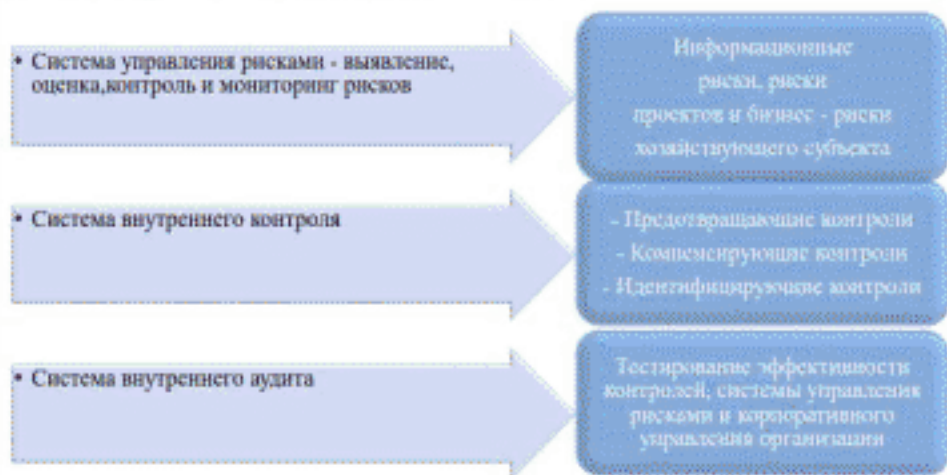 • Система управления рисками - выявление,
оценка,контроль и мониторинг рисков
Информационные
риски, риски
проектов и бизнес - риски
хозяйствующего субъекта
• Система внутреннего контроля
- Предотвращающие контроли
- Компенсирующие контроли
- Идентифицирующие контроли
• Система внутреннего аудита
Тестирование эффективности
контролей, системы управления
рисками и корпоративного
управления организации